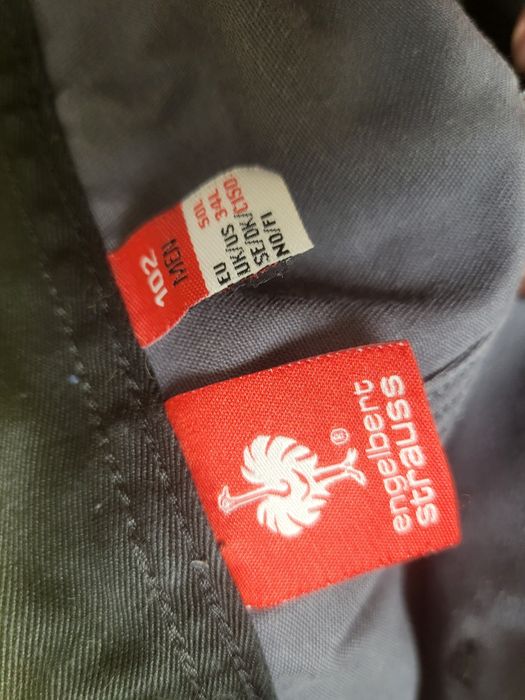 102
MEN
EU 50L
UK/US 34L
SE/DK/
NO/FI C150
engelbert
strauss
®